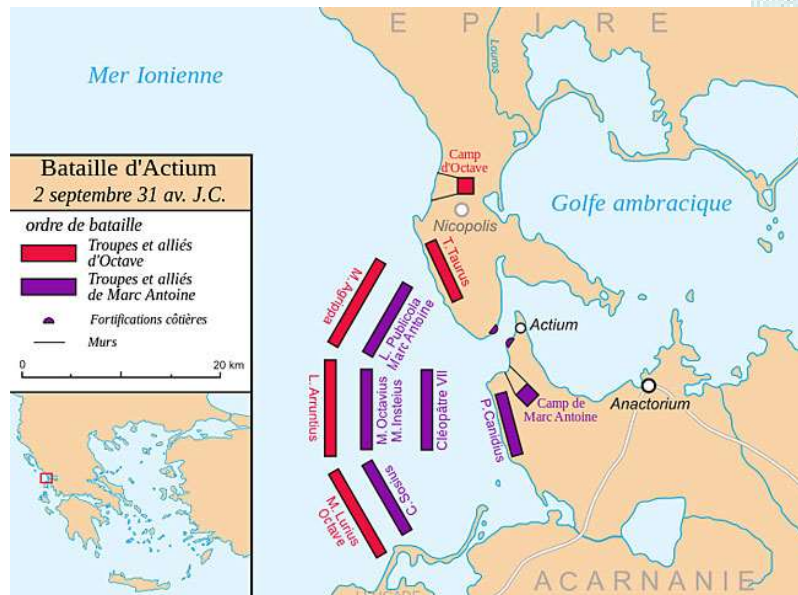 EPIRE
Louros
Mer Ionienne
Camp
d'Octave
Golfe ambracique
Nicopolis
Bataille d'Actium
2 septembre 31 av. J.C.
ordre de bataille
Troupes et alliés
d'Octave
Troupes et alliés
de Marc Antoine
Fortifications côtières
Murs
0
20 km
T.Taurus
M. Agrippa
L. Publicola
Marc Antoine
Actium
L. Arruntius
M. Octavius
M. Insteius
Cléopâtre VII
P.Canidius
Camp de
Marc Antoine
Anactorium
C.Sosius
M. Lurius
Octave
ACARNANIE